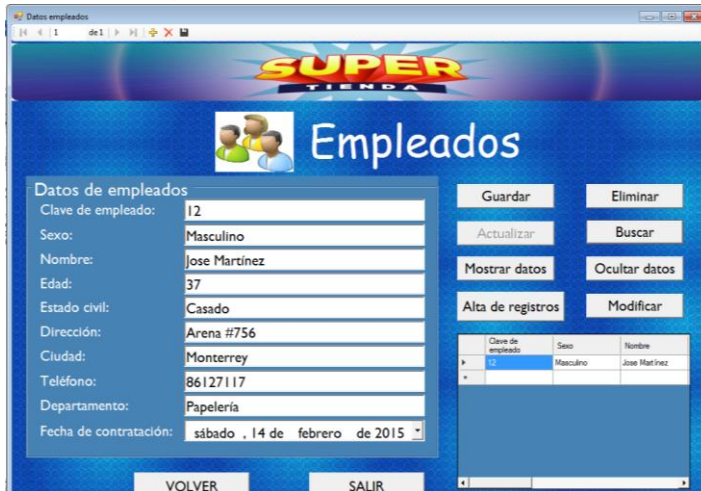 Datos empleados
1 de 1
SUPER
TIENDA
Empleados
Datos de empleados
Clave de empleado: 12
Sexo: Masculino
Nombre: Jose Martínez
Edad: 37
Estado civil: Casado
Dirección: Arena #756
Ciudad: Monterrey
Teléfono: 86127117
Departamento: Papelería
Fecha de contratación: sábado , 14 de febrero de 2015
Guardar Eliminar
Actualizar Buscar
Mostrar datos Ocultar datos
Alta de registros Modificar
Clave de empleado Sexo Nombre
12 Masculino Jose Martínez
VOLVER SALIR